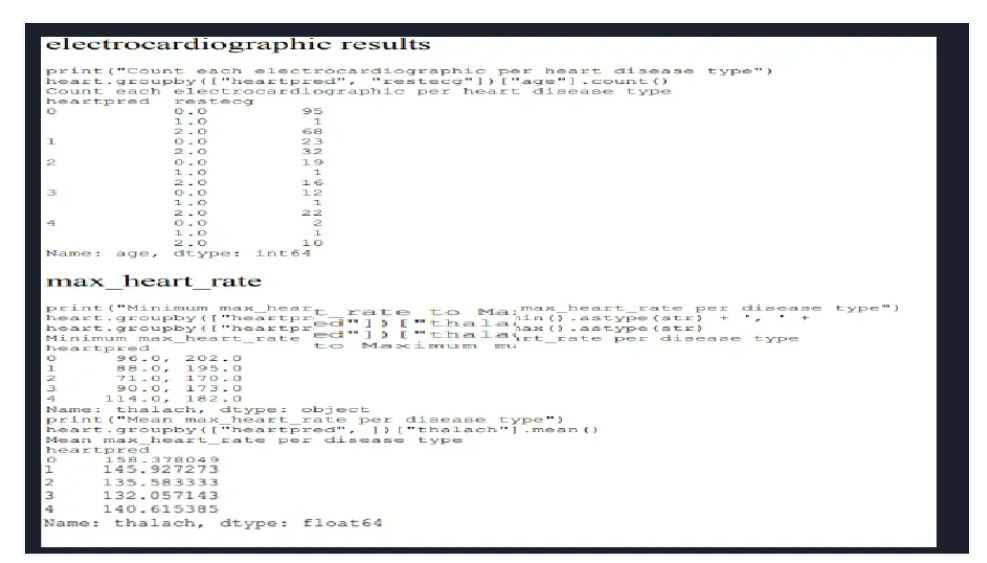 electrocardiographic results
print("Count each electrocardiographic per heart disease type")
heart.groupby(["heartpred", "restecg"])["age"].count()
Count each electrocardiographic per heart disease type
heartpred restecg
0 0.0 95
1.0 1
2.0 68
1 0.0 23
2.0 32
2 0.0 19
1.0 1
2.0 16
3 0.0 12
1.0 1
2.0 22
4 0.0 2
1.0 1
2.0 10
Name: age, dtype: int64
max_heart_rate
print("Minimum max_heart_rate to Ma max_heart_rate per disease type")
heart.groupby(["heartpred"])["thala in().astype(str) + ', ' +
heart.groupby(["heartpred"])["thala max().astype(str)
Minimum max_heart_rate to Maximum ma rt_rate per disease type
heartpred
0 96.0, 202.0
1 88.0, 195.0
2 71.0, 170.0
3 90.0, 173.0
4 114.0, 182.0
Name: thalach, dtype: object
print("Mean max_heart_rate per disease type")
heart.groupby(["heartpred", ])["thalach"].mean()
Mean max_heart_rate per disease type
heartpred
0 158.378049
1 145.927273
2 135.583333
3 132.057143
4 140.615385
Name: thalach, dtype: float64